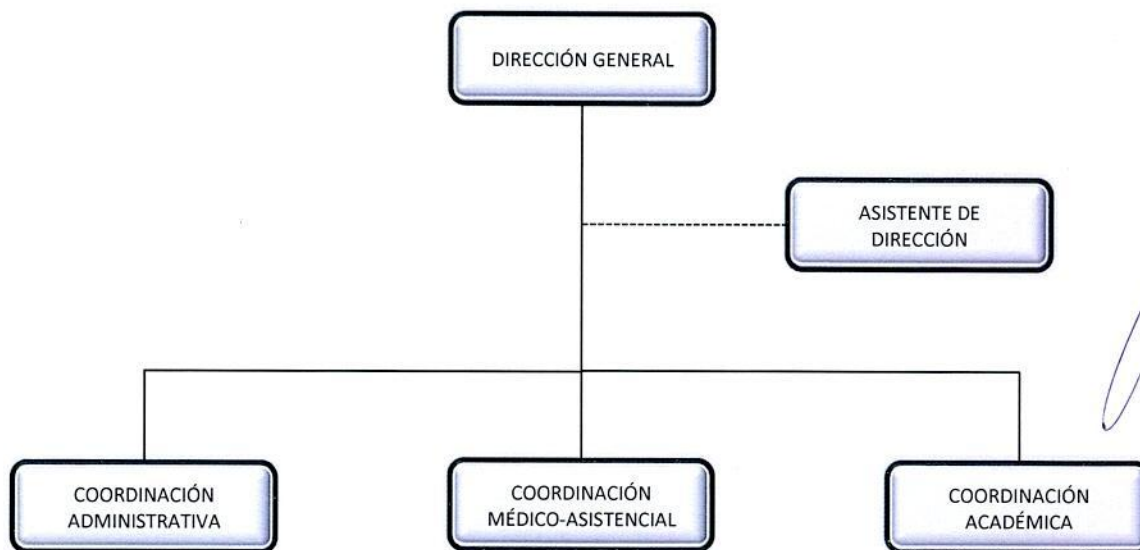 DIRECCIÓN GENERAL
ASISTENTE DE
DIRECCIÓN
COORDINACIÓN
ADMINISTRATIVA
COORDINACIÓN
MÉDICO-ASISTENCIAL
COORDINACIÓN
ACADÉMICA